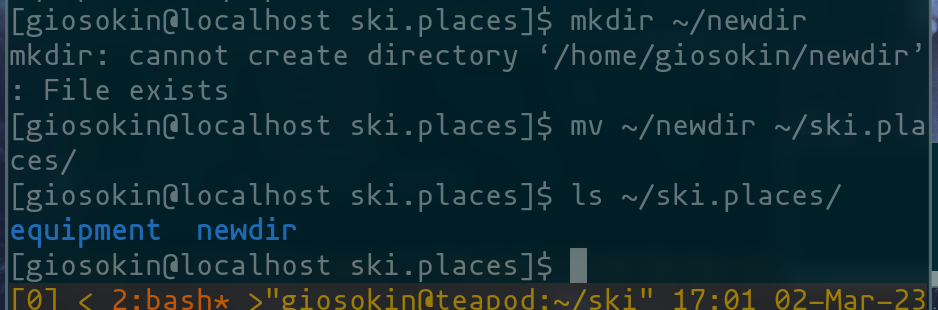 [giosokin@localhost ski.places]$ mkdir ~/newdir
mkdir: cannot create directory ‘/home/giosokin/newdir’
: File exists
[giosokin@localhost ski.places]$ mv ~/newdir ~/ski.pla
ces/
[giosokin@localhost ski.places]$ ls ~/ski.places/
equipment  newdir
[giosokin@localhost ski.places]$
[0] < 2:bash* >"giosokin@teapod:~/ski" 17:01 02-Mar-23